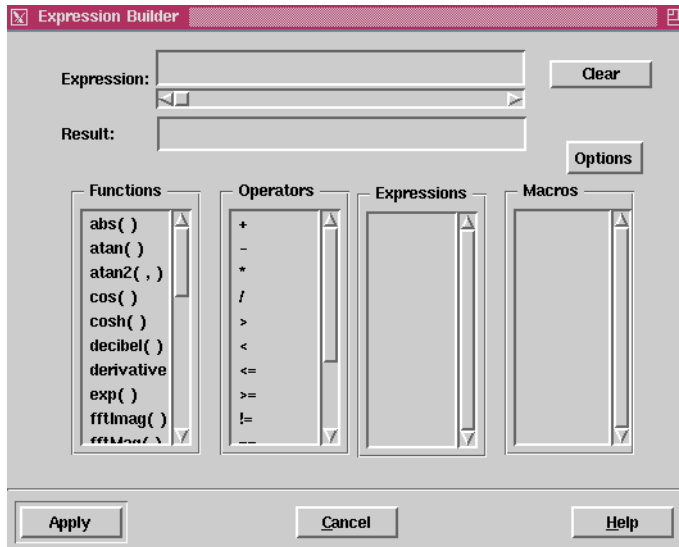 Expression Builder
Expression:
Clear
Result:
Options
Functions
Operators
Expressions
Macros
abs( )
atan( )
atan2( , )
cos( )
cosh( )
decibel( )
derivative
exp( )
fftImag( )
fftMag( )
+
-
*
/
>
<
<=
>=
!=
==
Apply
Cancel
Help